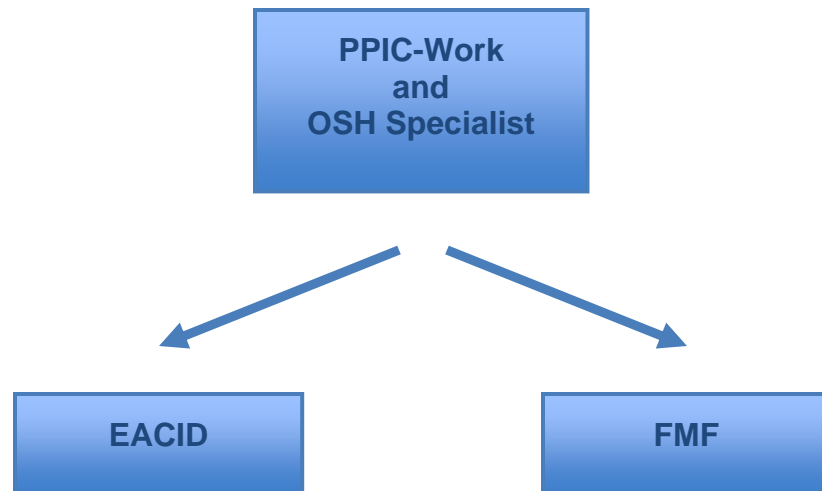 PPIC-Work
and
OSH Specialist
EACID
FMF